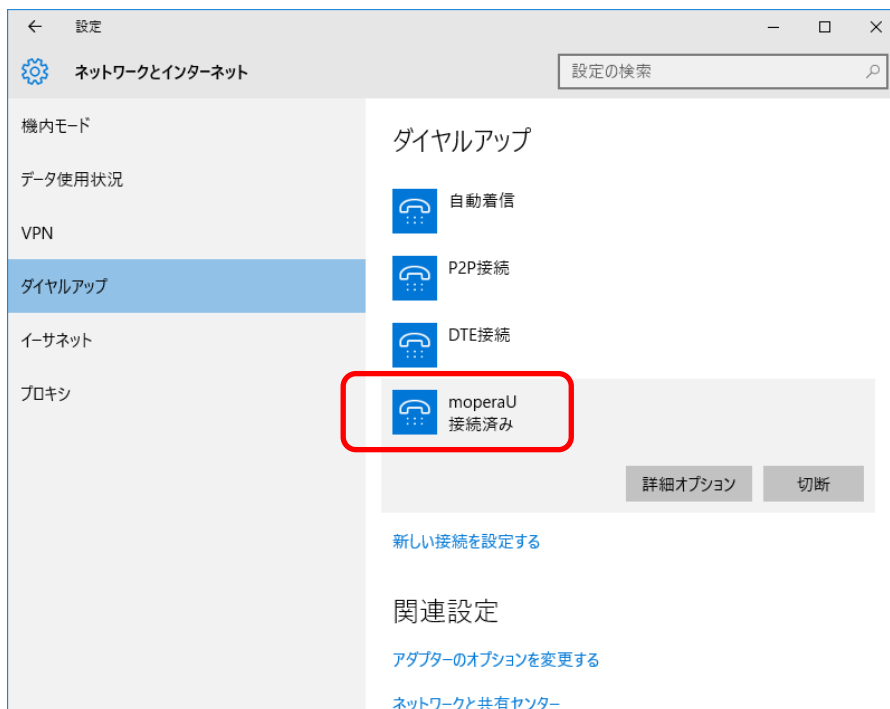 設定
ネットワークとインターネット
設定の検索
機内モード
データ使用状況
VPN
ダイヤルアップ
イーサネット
プロキシ
ダイヤルアップ
自動着信
P2P接続
DTE接続
moperaU
接続済み
詳細オプション
切断
新しい接続を設定する
関連設定
アダプターのオプションを変更する
ネットワークと共有センター